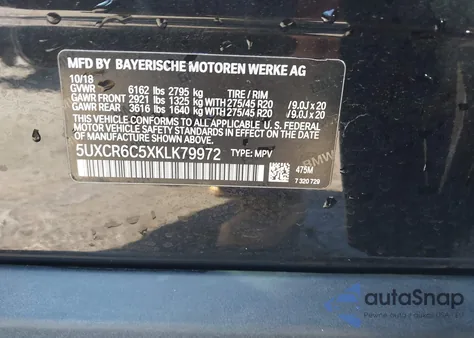 MFD BY BAYERISCHE MOTOREN WERKE AG
10/18
GVWR 6162 lbs 2795 kg TIRE / RIM
GAWR FRONT 2921 lbs 1325 kg WITH 275/45 R20 /9.0J x 20
GAWR REAR 3616 lbs 1640 kg WITH 275/45 R20 /9.0J x 20
THIS VEHICLE CONFORMS TO ALL APPLICABLE
FEDERAL MOTOR VEHICLE SAFETY STANDARDS
IN EFFECT ON THE DATE OF
MANUFACTURE SHOWN ABOVE
5UXCR6C5XKLK79972 TYPE: MPV
BMW
475M
7 320 729
autoSnap